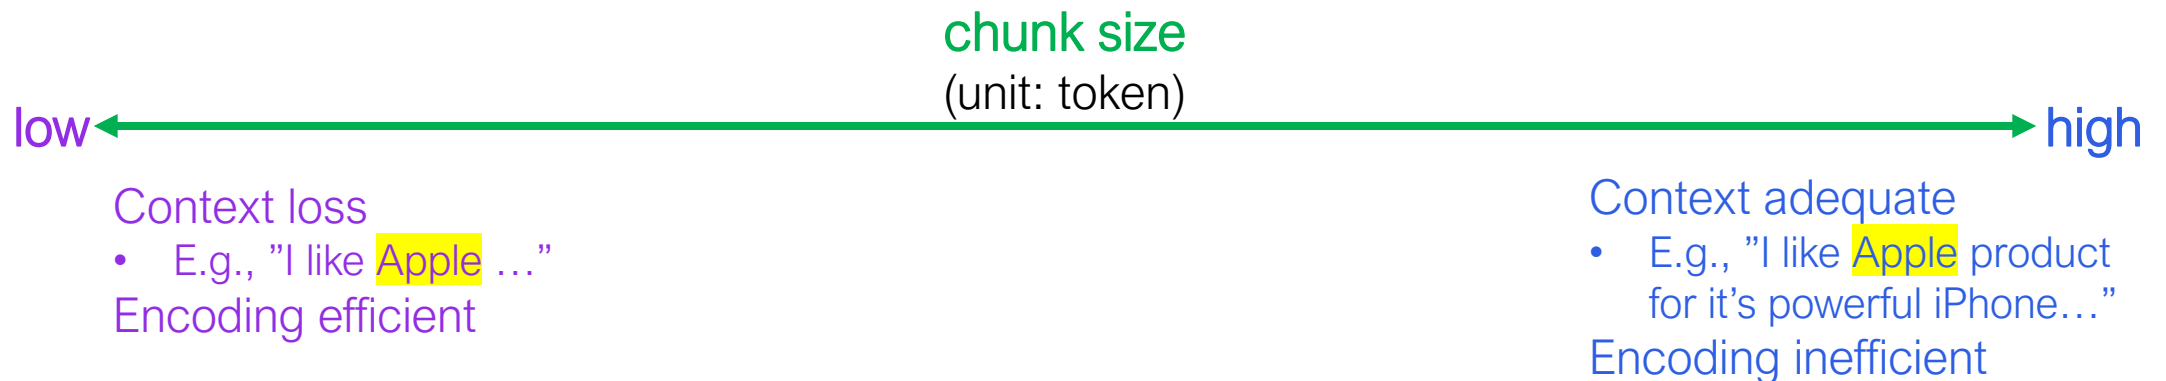 chunk size
(unit: token)
low
high
Context loss
• E.g., ”I like Apple …”
Encoding efficient
Context adequate
• E.g., ”I like Apple product
for it’s powerful iPhone…”
Encoding inefficient